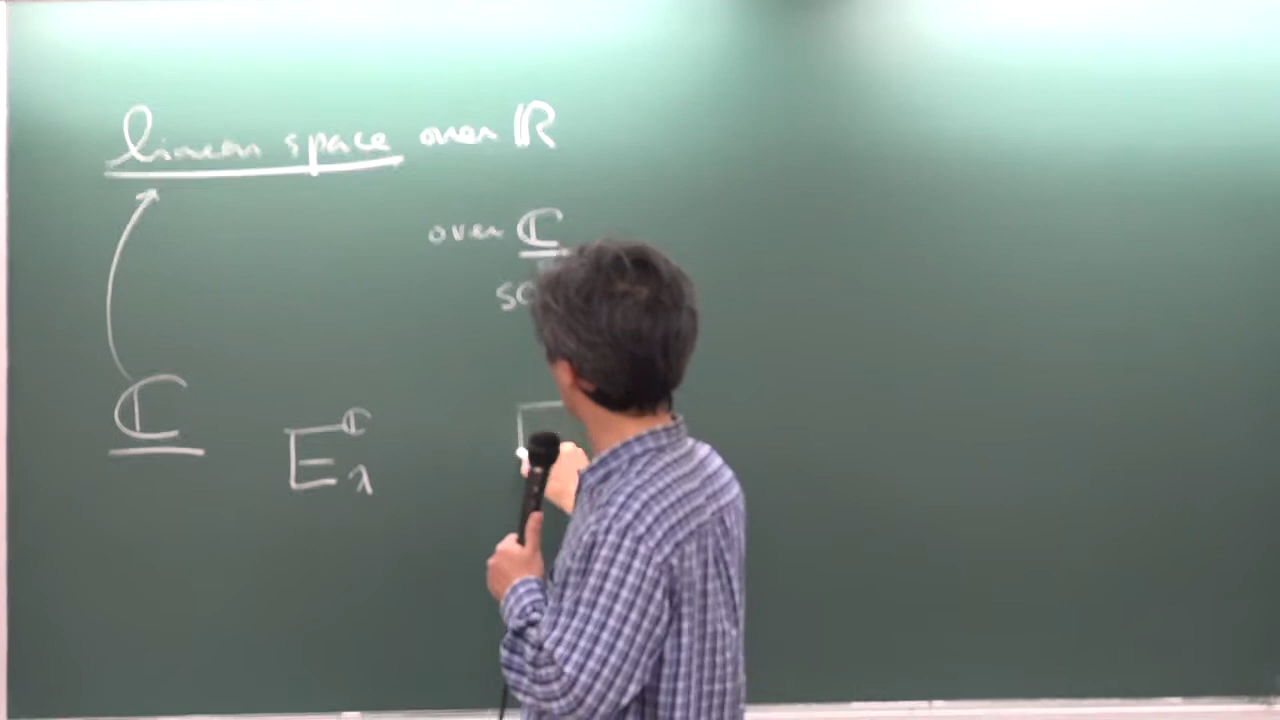 linear space over ℝ
over ℂ
ℂ
E^ℂ_λ